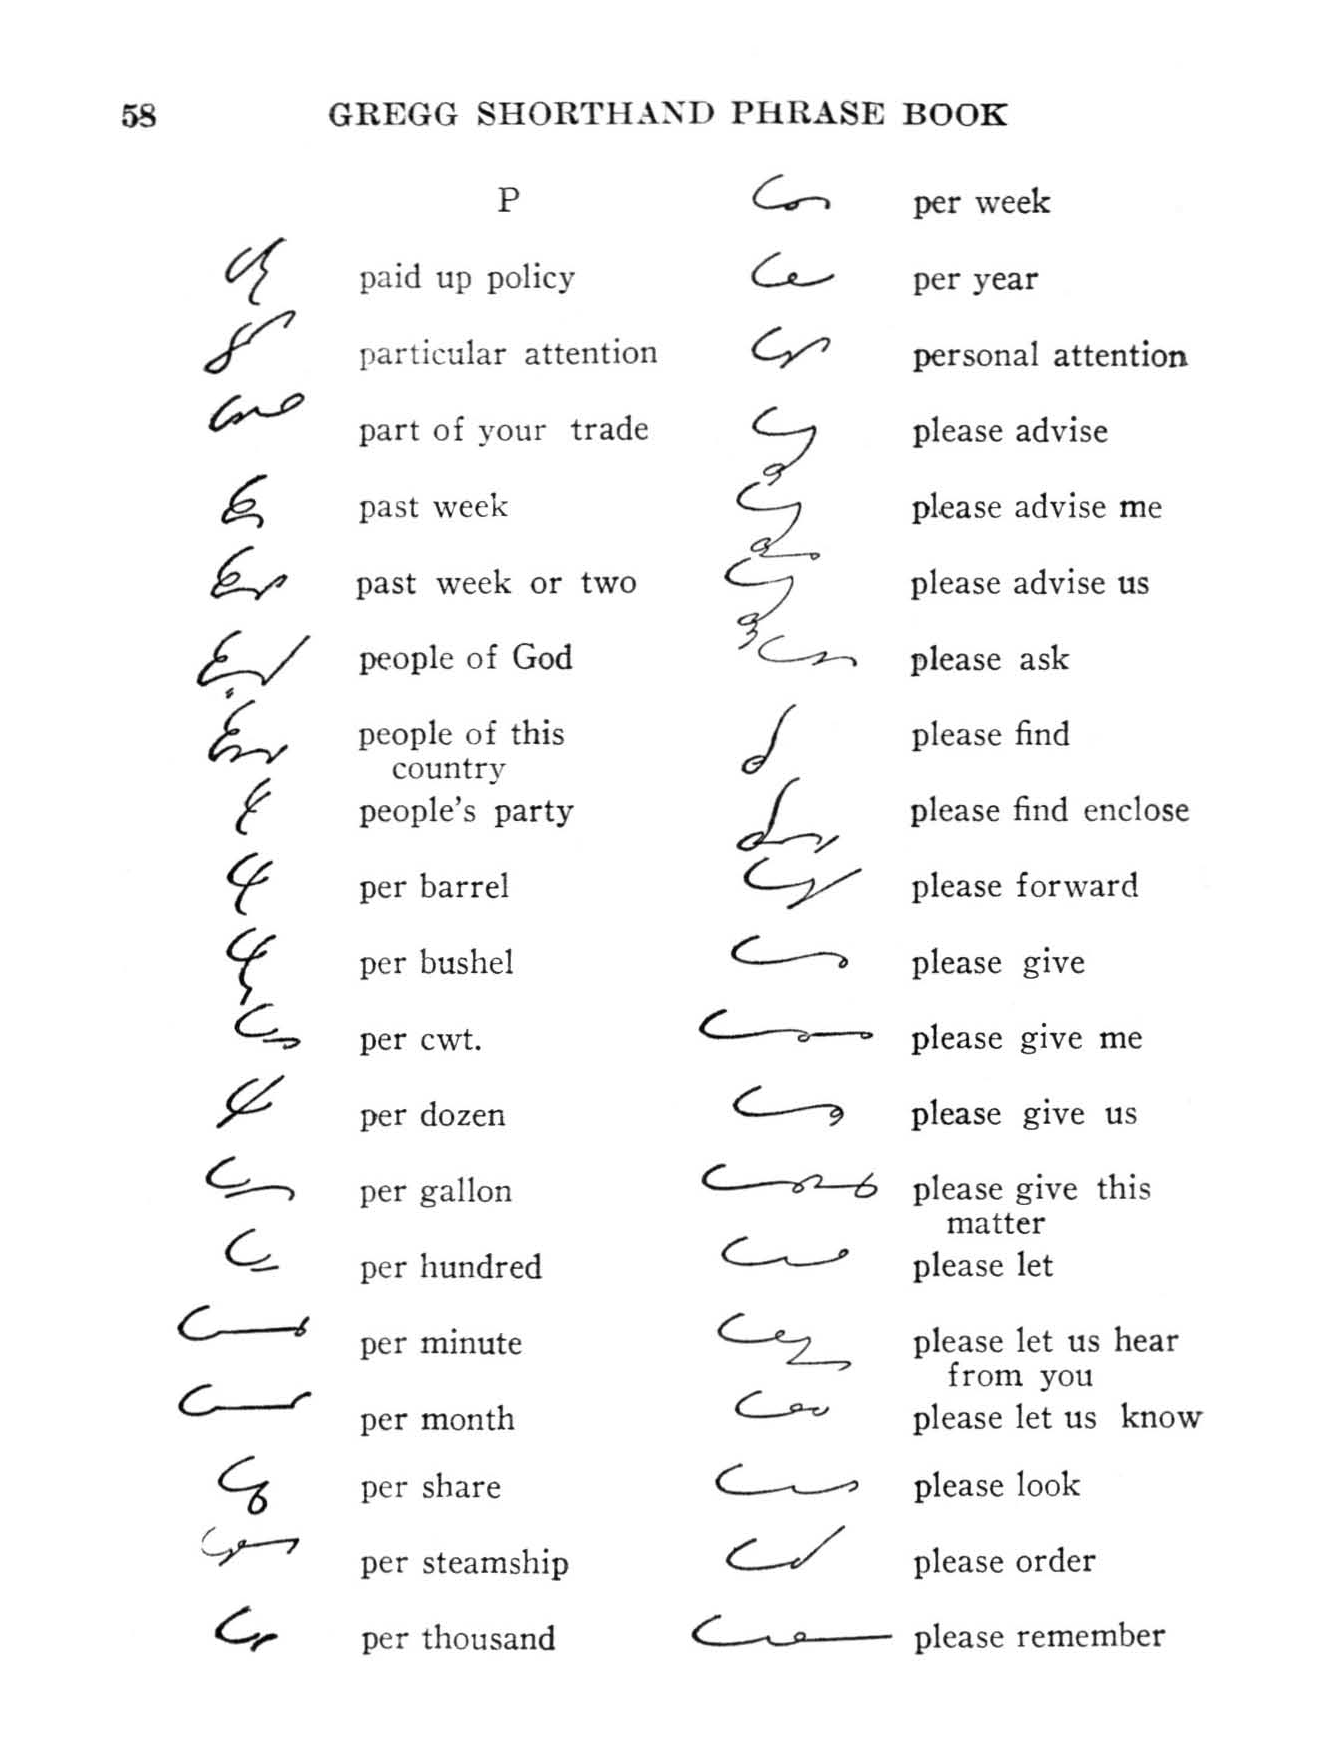 58 GREGG SHORTHAND PHRASE BOOK
P
paid up policy
particular attention
part of your trade
past week
past week or two
people of God
people of this
country
people's party
per barrel
per bushel
per cwt.
per dozen
per gallon
per hundred
per minute
per month
per share
per steamship
per thousand
per week
per year
personal attention
please advise
please advise me
please advise us
please ask
please find
please find enclose
please forward
please give
please give me
please give us
please give this
matter
please let
please let us hear
from you
please let us know
please look
please order
please remember